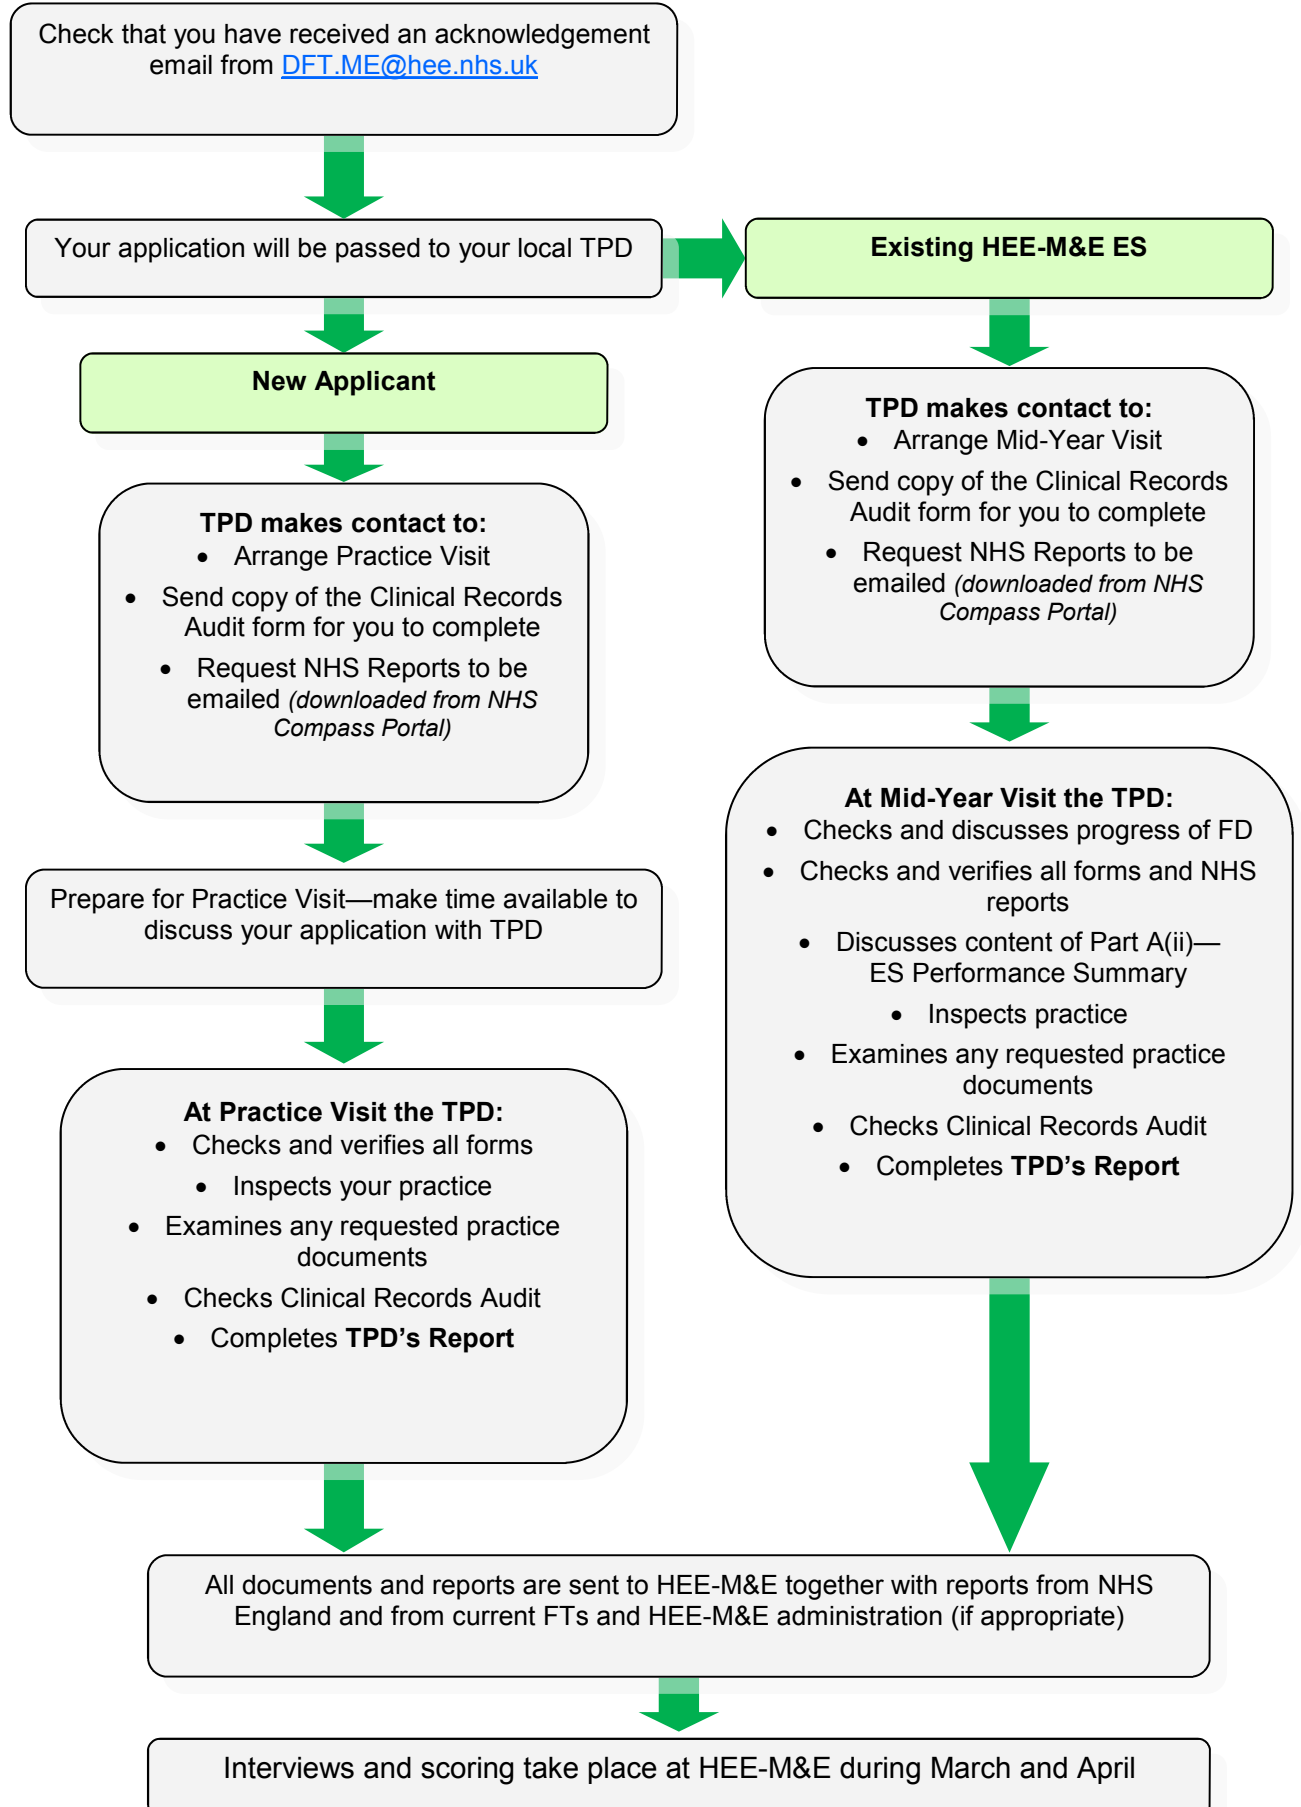 Check that you have received an acknowledgement
email from DFT.ME@hee.nhs.uk
Your application will be passed to your local TPD
Existing HEE-M&E ES
New Applicant
TPD makes contact to:
• Arrange Practice Visit
• Send copy of the Clinical Records
Audit form for you to complete
• Request NHS Reports to be
emailed (downloaded from NHS
Compass Portal)
Prepare for Practice Visit—make time available to
discuss your application with TPD
At Practice Visit the TPD:
• Checks and verifies all forms
• Inspects your practice
• Examines any requested practice
documents
• Checks Clinical Records Audit
• Completes TPD’s Report
TPD makes contact to:
• Arrange Mid-Year Visit
• Send copy of the Clinical Records
Audit form for you to complete
• Request NHS Reports to be
emailed (downloaded from NHS
Compass Portal)
At Mid-Year Visit the TPD:
• Checks and discusses progress of FD
• Checks and verifies all forms and NHS
reports
• Discusses content of Part A(ii)—
ES Performance Summary
• Inspects practice
• Examines any requested practice
documents
• Checks Clinical Records Audit
• Completes TPD’s Report
All documents and reports are sent to HEE-M&E together with reports from NHS
England and from current FTs and HEE-M&E administration (if appropriate)
Interviews and scoring take place at HEE-M&E during March and April